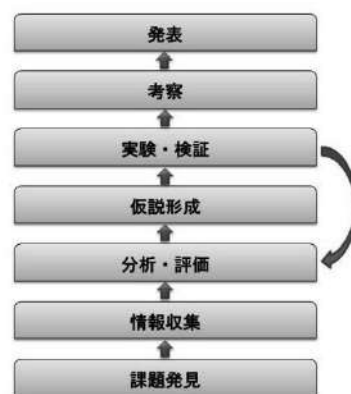 発表
考察
実験・検証
仮説形成
分析・評価
情報収集
課題発見